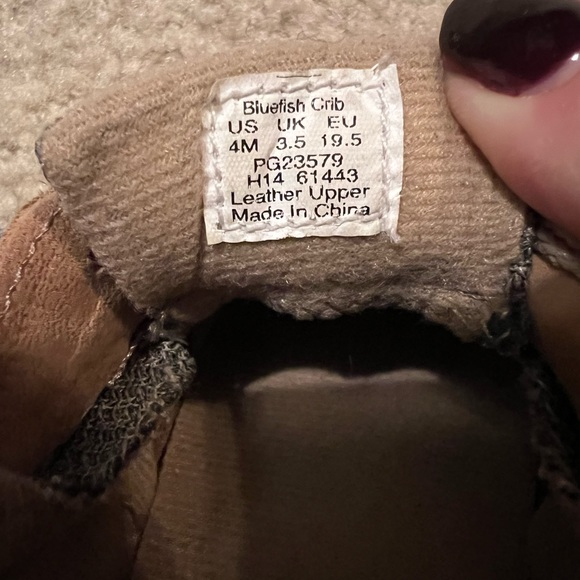 Bluefish Crib
US UK EU
4M 3.5 19.5
PG23579
H14 61443
Leather Upper
Made In China